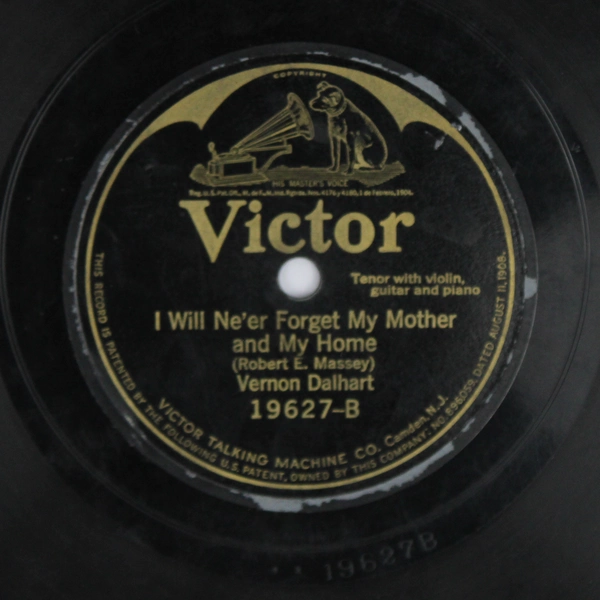 COPYRIGHT
HIS MASTER'S VOICE
Victor
Tenor with violin,
guitar and piano
I Will Ne'er Forget My Mother
and My Home
(Robert E. Massey)
Vernon Dalhart
19627-B
VICTOR TALKING MACHINE CO. Camden, N.J.
THIS RECORD IS PATENTED BY THE FOLLOWING U.S. PATENT, OWNED BY THIS COMPANY: NO. 896059, DATED AUGUST 11, 1908.
19627B